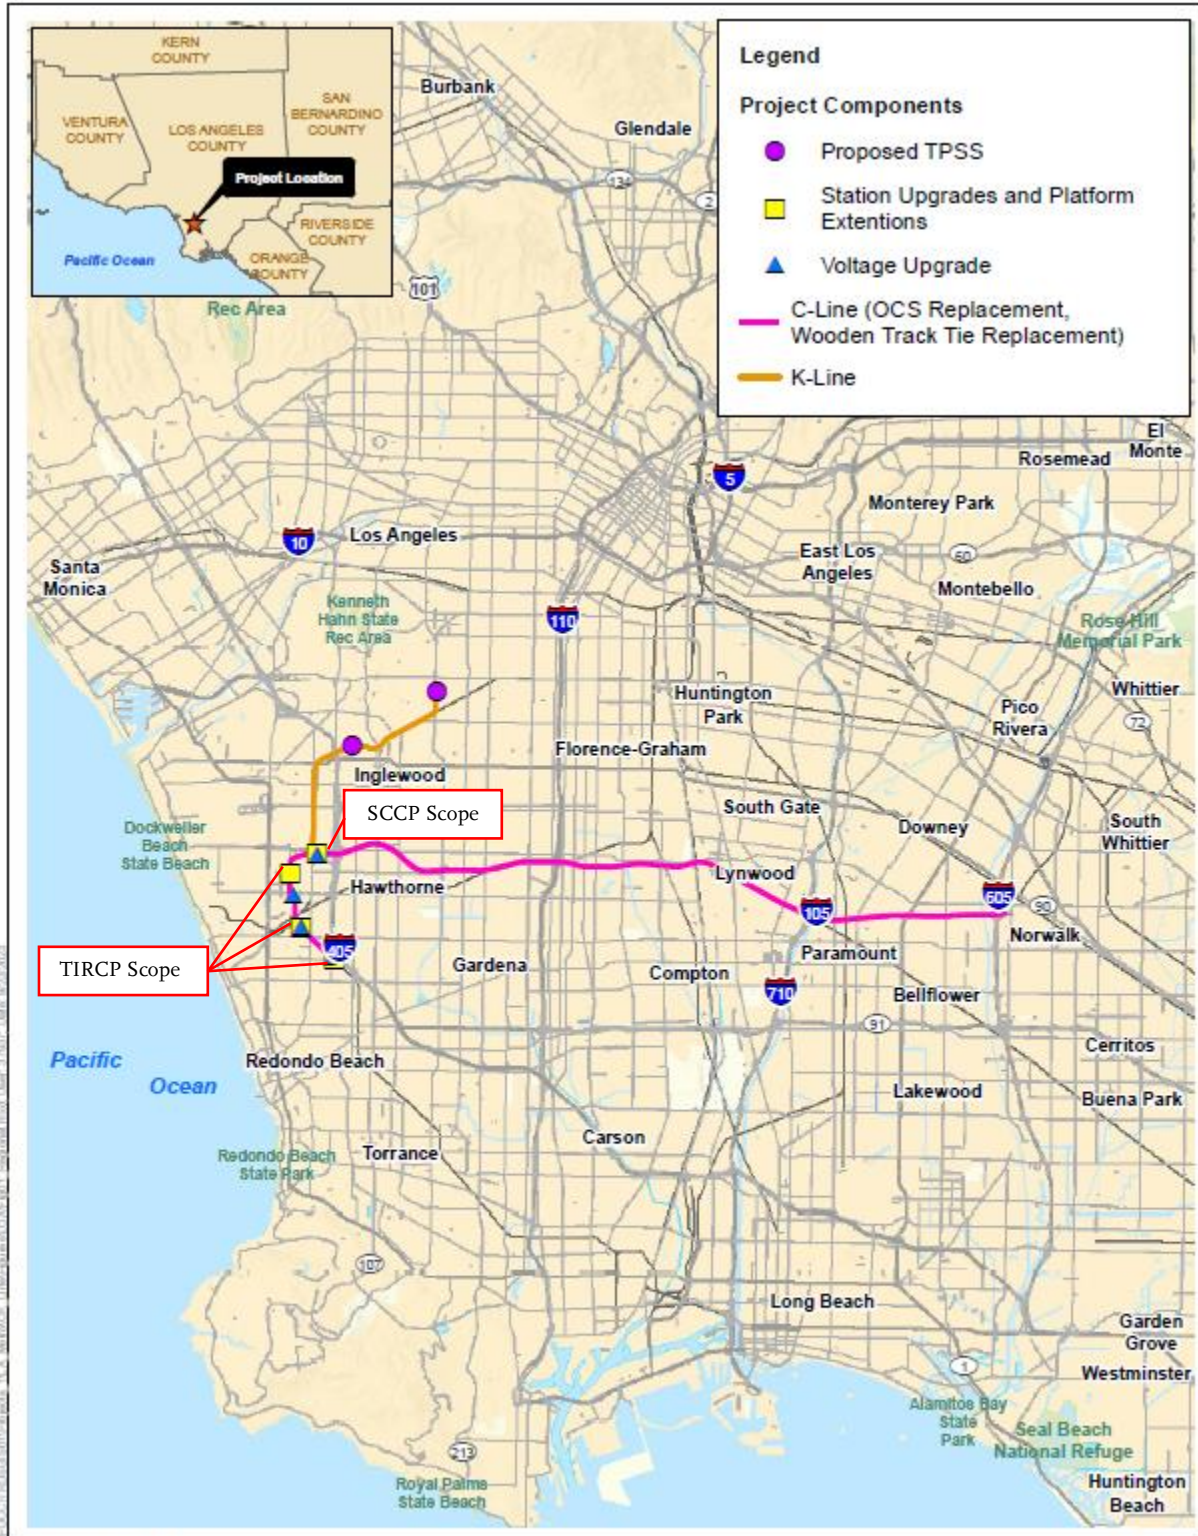 KERN
COUNTY
VENTURA
COUNTY
LOS ANGELES
COUNTY
SAN
BERNARDINO
COUNTY
Project Location
RIVERSIDE
COUNTY
ORANGE
COUNTY
Pacific Ocean
Legend
Project Components
Proposed TPSS
Station Upgrades and Platform
Extentions
Voltage Upgrade
C-Line (OCS Replacement,
Wooden Track Tie Replacement)
K-Line
Burbank
Glendale
134
2
101
Rec Area
El
Monte
Rosemead
5
Monterey Park
10
Los Angeles
East Los
Angeles
60
Santa
Monica
Montebello
Kenneth
Hahn State
Rec Area
110
Rose Hill
Memorial Park
Huntington
Park
Whittier
Pico
Rivera
72
Florence-Graham
Inglewood
SCCP Scope
South Gate
Downey
South
Whittier
Dockweiler
Beach
State Beach
Hawthorne
Lynwood
605
90
105
Norwalk
405
TIRCP Scope
Gardena
Compton
Paramount
710
Bellflower
91
Cerritos
Pacific
Ocean
Redondo Beach
Lakewood
Buena Park
Carson
Redondo Beach
State Park
Torrance
107
Long Beach
Garden
Grove
1
Westminster
Alamitos Bay
State
Park
Seal Beach
National Refuge
213
Royal Palms
State Beach
Huntington
Beach